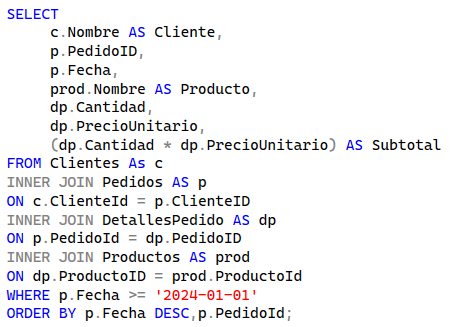 SELECT
c.Nombre AS Cliente,
p.PedidoID,
p.Fecha,
prod.Nombre AS Producto,
dp.Cantidad,
dp.PrecioUnitario,
(dp.Cantidad * dp.PrecioUnitario) AS Subtotal
FROM Clientes As c
INNER JOIN Pedidos AS p
ON c.ClienteId = p.ClienteID
INNER JOIN DetallesPedido AS dp
ON p.PedidoId = dp.PedidoID
INNER JOIN Productos AS prod
ON dp.ProductoID = prod.ProductoId
WHERE p.Fecha >= '2024-01-01'
ORDER BY p.Fecha DESC,p.PedidoId;